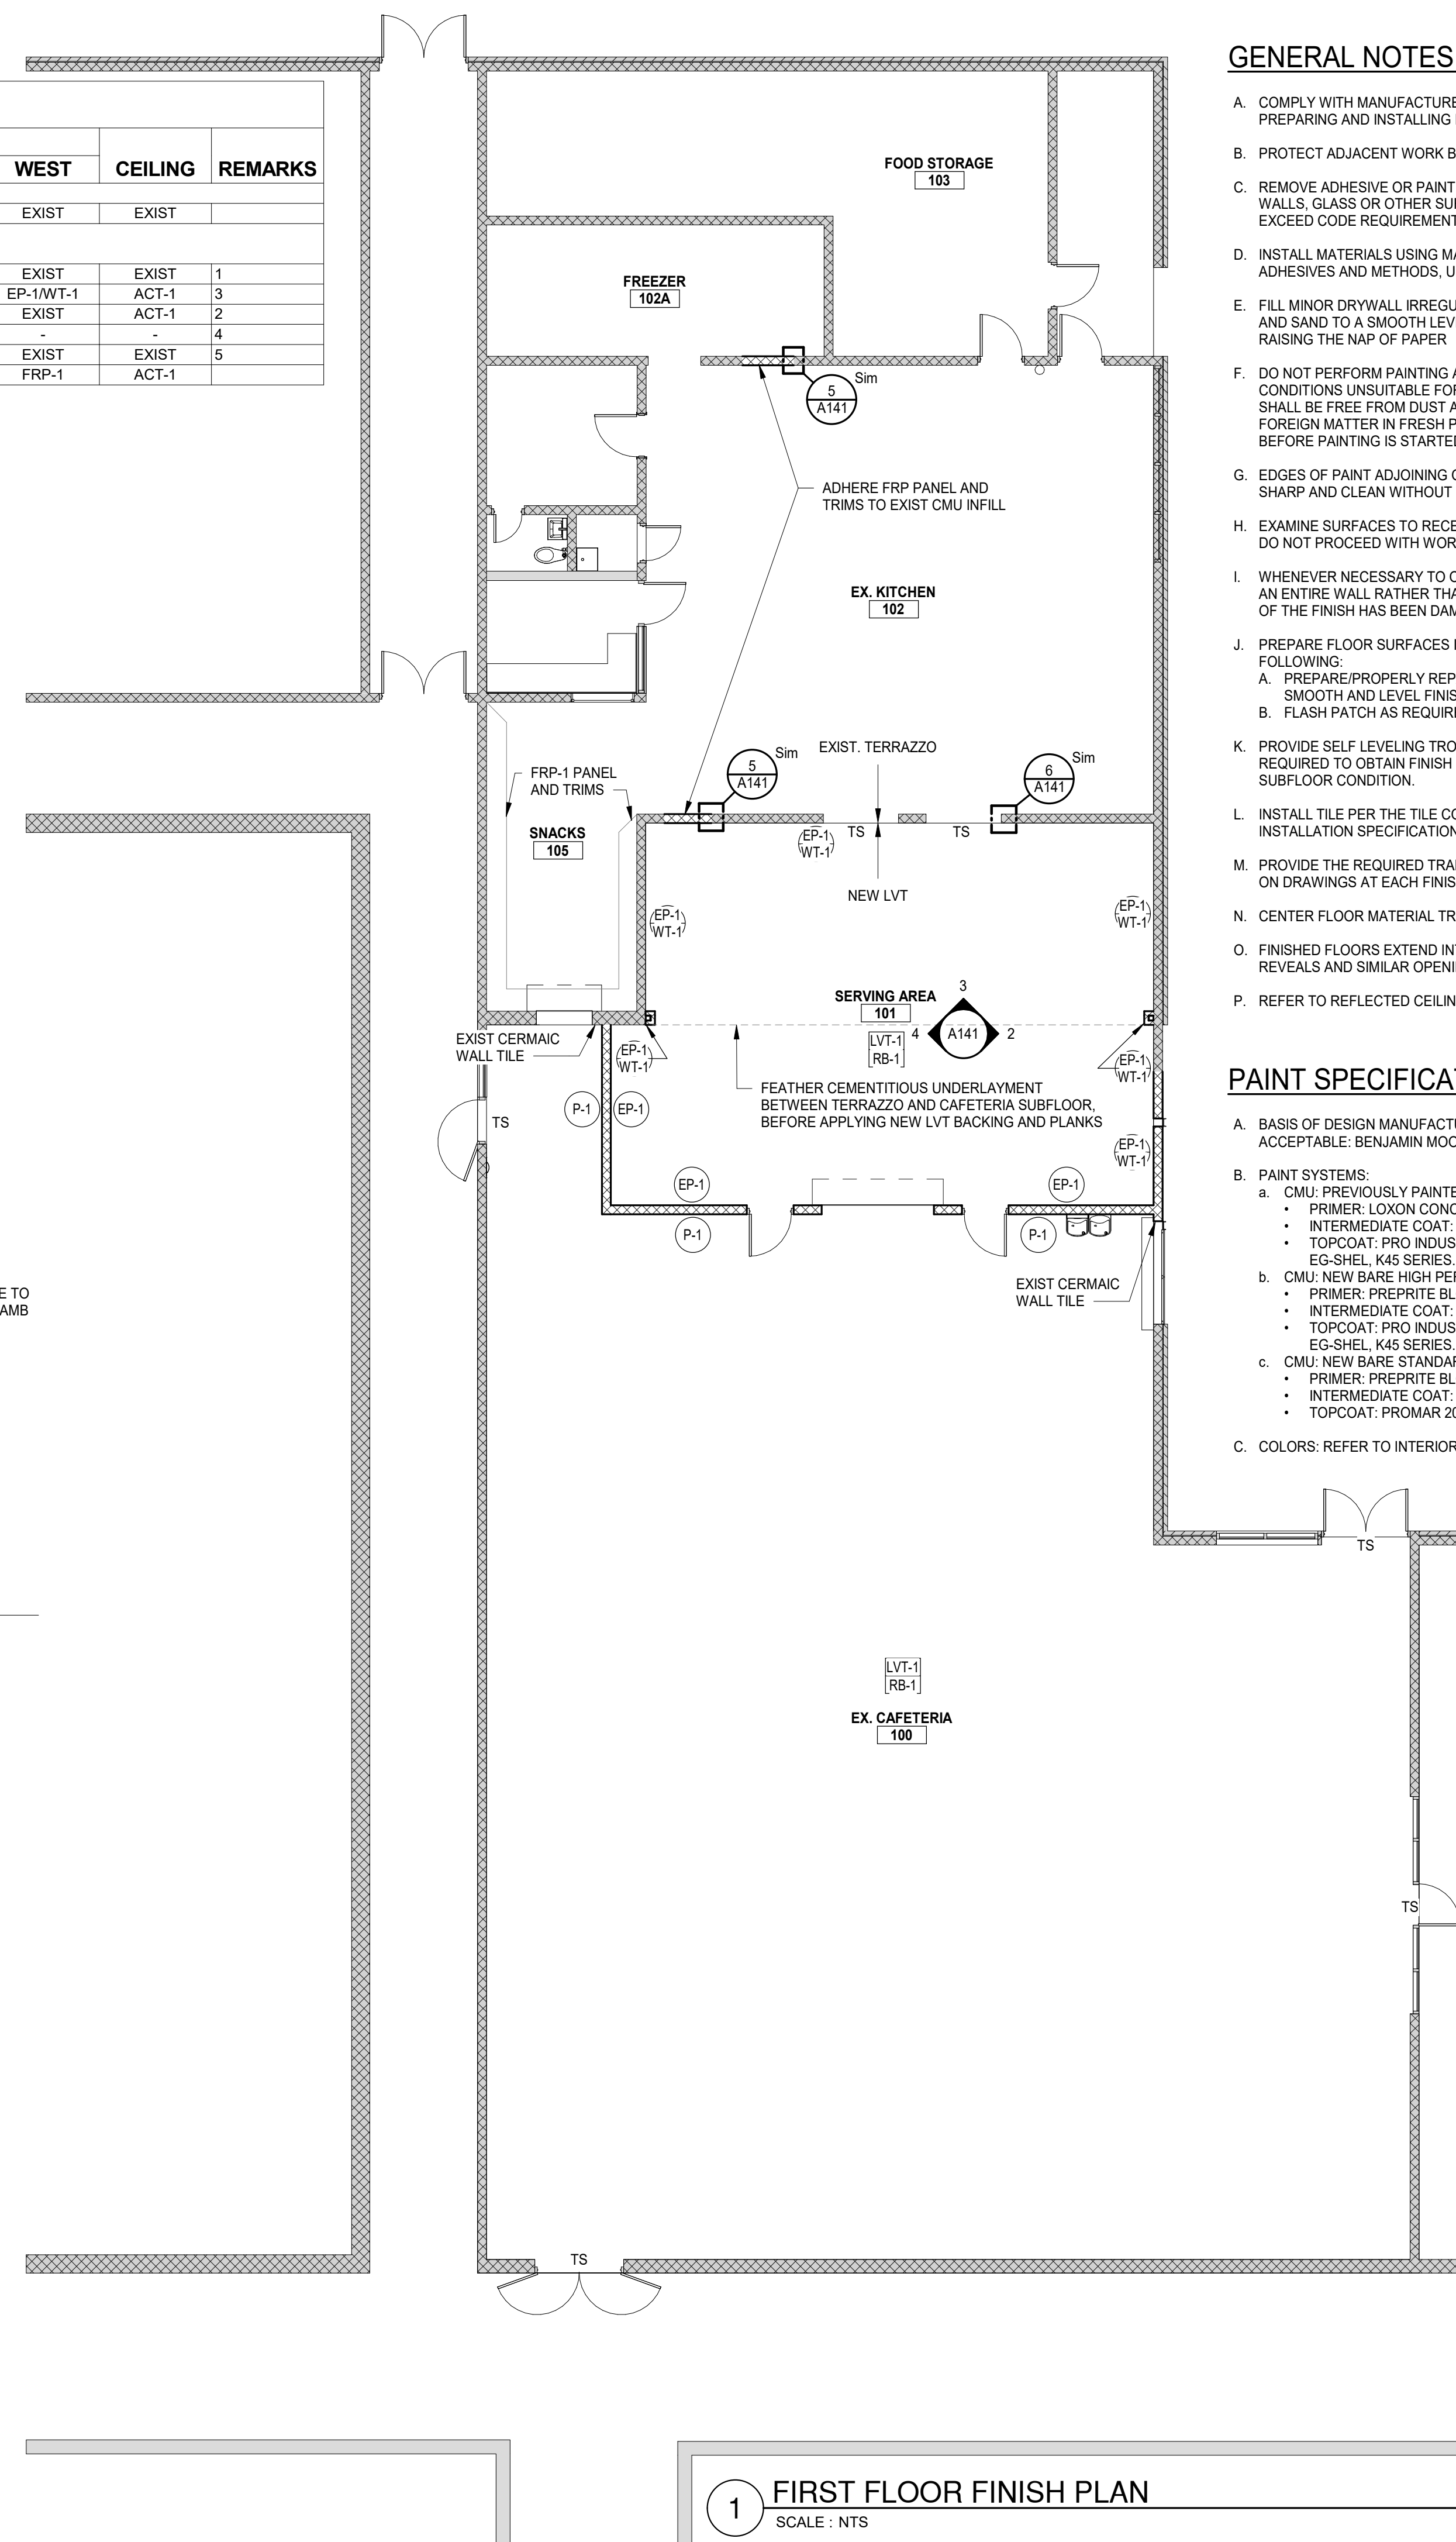 WEST CEILING REMARKS
EXIST EXIST
EXIST EXIST 1
EP-1/WT-1 ACT-1 3
EXIST ACT-1 2
- - 4
EXIST EXIST 5
FRP-1 ACT-1
E TO
AMB
FOOD STORAGE
103
FREEZER
102A
5
A141
Sim
ADHERE FRP PANEL AND
TRIMS TO EXIST CMU INFILL
EX. KITCHEN
102
5
A141
Sim
EXIST. TERRAZZO
6
A141
Sim
FRP-1 PANEL
AND TRIMS
SNACKS
105
EP-1
WT-1
TS
TS
NEW LVT
EP-1
WT-1
EP-1
WT-1
SERVING AREA
101
LVT-1
RB-1
3
4 A141 2
EXIST CERMAIC
WALL TILE
EP-1
WT-1
EP-1
WT-1
FEATHER CEMENTITIOUS UNDERLAYMENT
BETWEEN TERRAZZO AND CAFETERIA SUBFLOOR,
BEFORE APPLYING NEW LVT BACKING AND PLANKS
P-1
EP-1
TS
EP-1
WT-1
EP-1
EP-1
P-1
P-1
EXIST CERMAIC
WALL TILE
TS
LVT-1
RB-1
EX. CAFETERIA
100
TS
TS
1
FIRST FLOOR FINISH PLAN
SCALE : NTS
GENERAL NOTES
A. COMPLY WITH MANUFACTURE
PREPARING AND INSTALLING
B. PROTECT ADJACENT WORK B
C. REMOVE ADHESIVE OR PAINT
WALLS, GLASS OR OTHER SU
EXCEED CODE REQUIREMENT
D. INSTALL MATERIALS USING MA
ADHESIVES AND METHODS, U
E. FILL MINOR DRYWALL IRREGU
AND SAND TO A SMOOTH LEV
RAISING THE NAP OF PAPER
F. DO NOT PERFORM PAINTING A
CONDITIONS UNSUITABLE FOR
SHALL BE FREE FROM DUST A
FOREIGN MATTER IN FRESH P
BEFORE PAINTING IS STARTE
G. EDGES OF PAINT ADJOINING
SHARP AND CLEAN WITHOUT
H. EXAMINE SURFACES TO RECE
DO NOT PROCEED WITH WOR
I. WHENEVER NECESSARY TO
AN ENTIRE WALL RATHER THA
OF THE FINISH HAS BEEN DAM
J. PREPARE FLOOR SURFACES
FOLLOWING:
A. PREPARE/PROPERLY REP
SMOOTH AND LEVEL FINIS
B. FLASH PATCH AS REQUIR
K. PROVIDE SELF LEVELING TRO
REQUIRED TO OBTAIN FINISH
SUBFLOOR CONDITION.
L. INSTALL TILE PER THE TILE CO
INSTALLATION SPECIFICATION
M. PROVIDE THE REQUIRED TRA
ON DRAWINGS AT EACH FINIS
N. CENTER FLOOR MATERIAL TR
O. FINISHED FLOORS EXTEND IN
REVEALS AND SIMILAR OPENI
P. REFER TO REFLECTED CEILIN
PAINT SPECIFICA
A. BASIS OF DESIGN MANUFACTU
ACCEPTABLE: BENJAMIN MOO
B. PAINT SYSTEMS:
a. CMU: PREVIOUSLY PAINTE
• PRIMER: LOXON CONC
• INTERMEDIATE COAT:
• TOPCOAT: PRO INDUS
EG-SHEL, K45 SERIES.
b. CMU: NEW BARE HIGH PE
• PRIMER: PREPRITE BL
• INTERMEDIATE COAT:
• TOPCOAT: PRO INDUS
EG-SHEL, K45 SERIES.
c. CMU: NEW BARE STANDA
• PRIMER: PREPRITE BL
• INTERMEDIATE COAT:
• TOPCOAT: PROMAR 20
C. COLORS: REFER TO INTERIOR